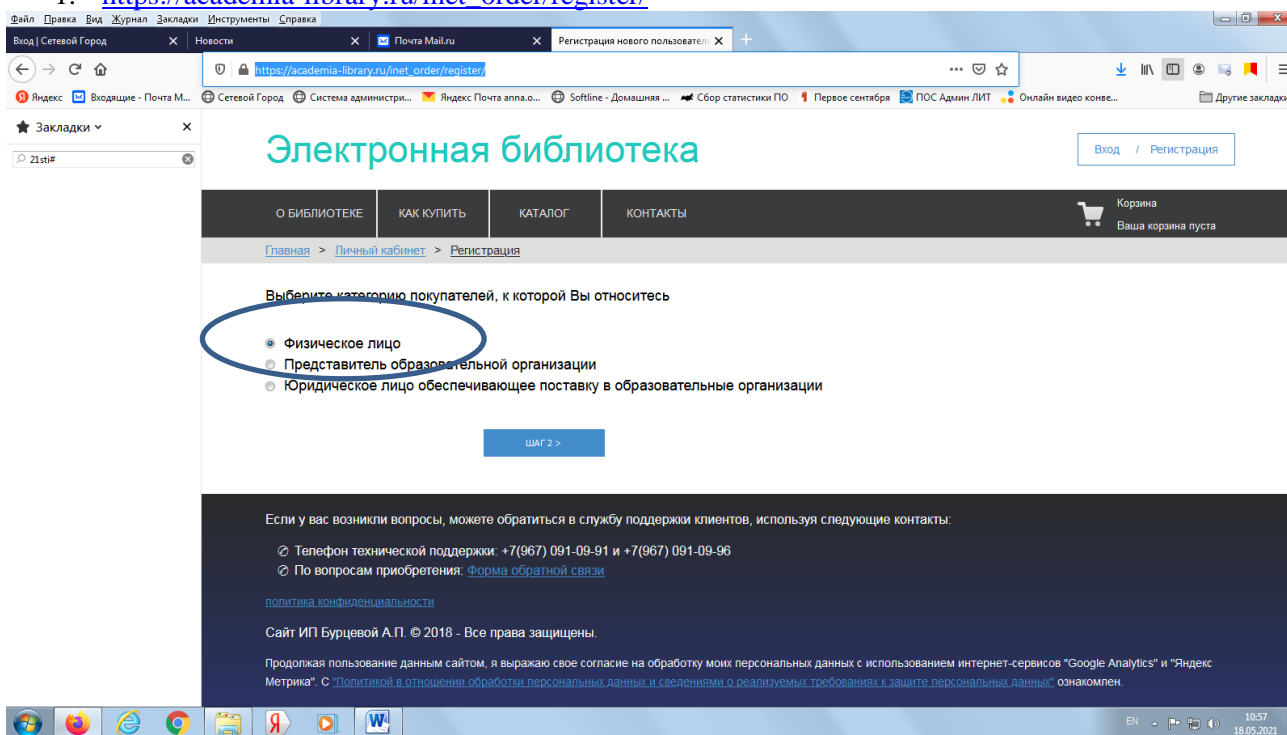 1. https://academia-library.ru/inet_order/register/
Файл Правка Вид Журнал Закладки Инструменты Справка
Вход | Сетевой Город
Новости
Почта Mail.ru
Регистрация нового пользовател
https://academia-library.ru/inet_order/register/
Яндекс
Входящие - Почта М...
Сетевой Город
Система администри...
Яндекс Почта anna.o...
Softline - Домашняя ...
Сбор статистики ПО
Первое сентября
ПОС Админ ЛИТ
Онлайн видео конве...
Другие закладки
Закладки
21sti#
Электронная библиотека
Вход / Регистрация
О БИБЛИОТЕКЕ КАК КУПИТЬ КАТАЛОГ КОНТАКТЫ
Корзина
Ваша корзина пуста
Главная > Личный кабинет > Регистрация
Выберите категорию покупателей, к которой Вы относитесь
Физическое лицо
Представитель образовательной организации
Юридическое лицо обеспечивающее поставку в образовательные организации
ШАГ 2 >
Если у вас возникли вопросы, можете обратиться в службу поддержки клиентов, используя следующие контакты:
Телефон технической поддержки: +7(967) 091-09-91 и +7(967) 091-09-96
По вопросам приобретения: Форма обратной связи
политика конфиденциальности
Сайт ИП Бурцевой А.П. © 2018 - Все права защищены.
Продолжая пользование данным сайтом, я выражаю свое согласие на обработку моих персональных данных с использованием интернет-сервисов "Google Analytics" и "Яндекс
Метрика". С "Политикой в отношении обработки персональных данных и сведениями о реализуемых требованиях к защите персональных данных" ознакомлен.
EN
10:57
18.05.2021